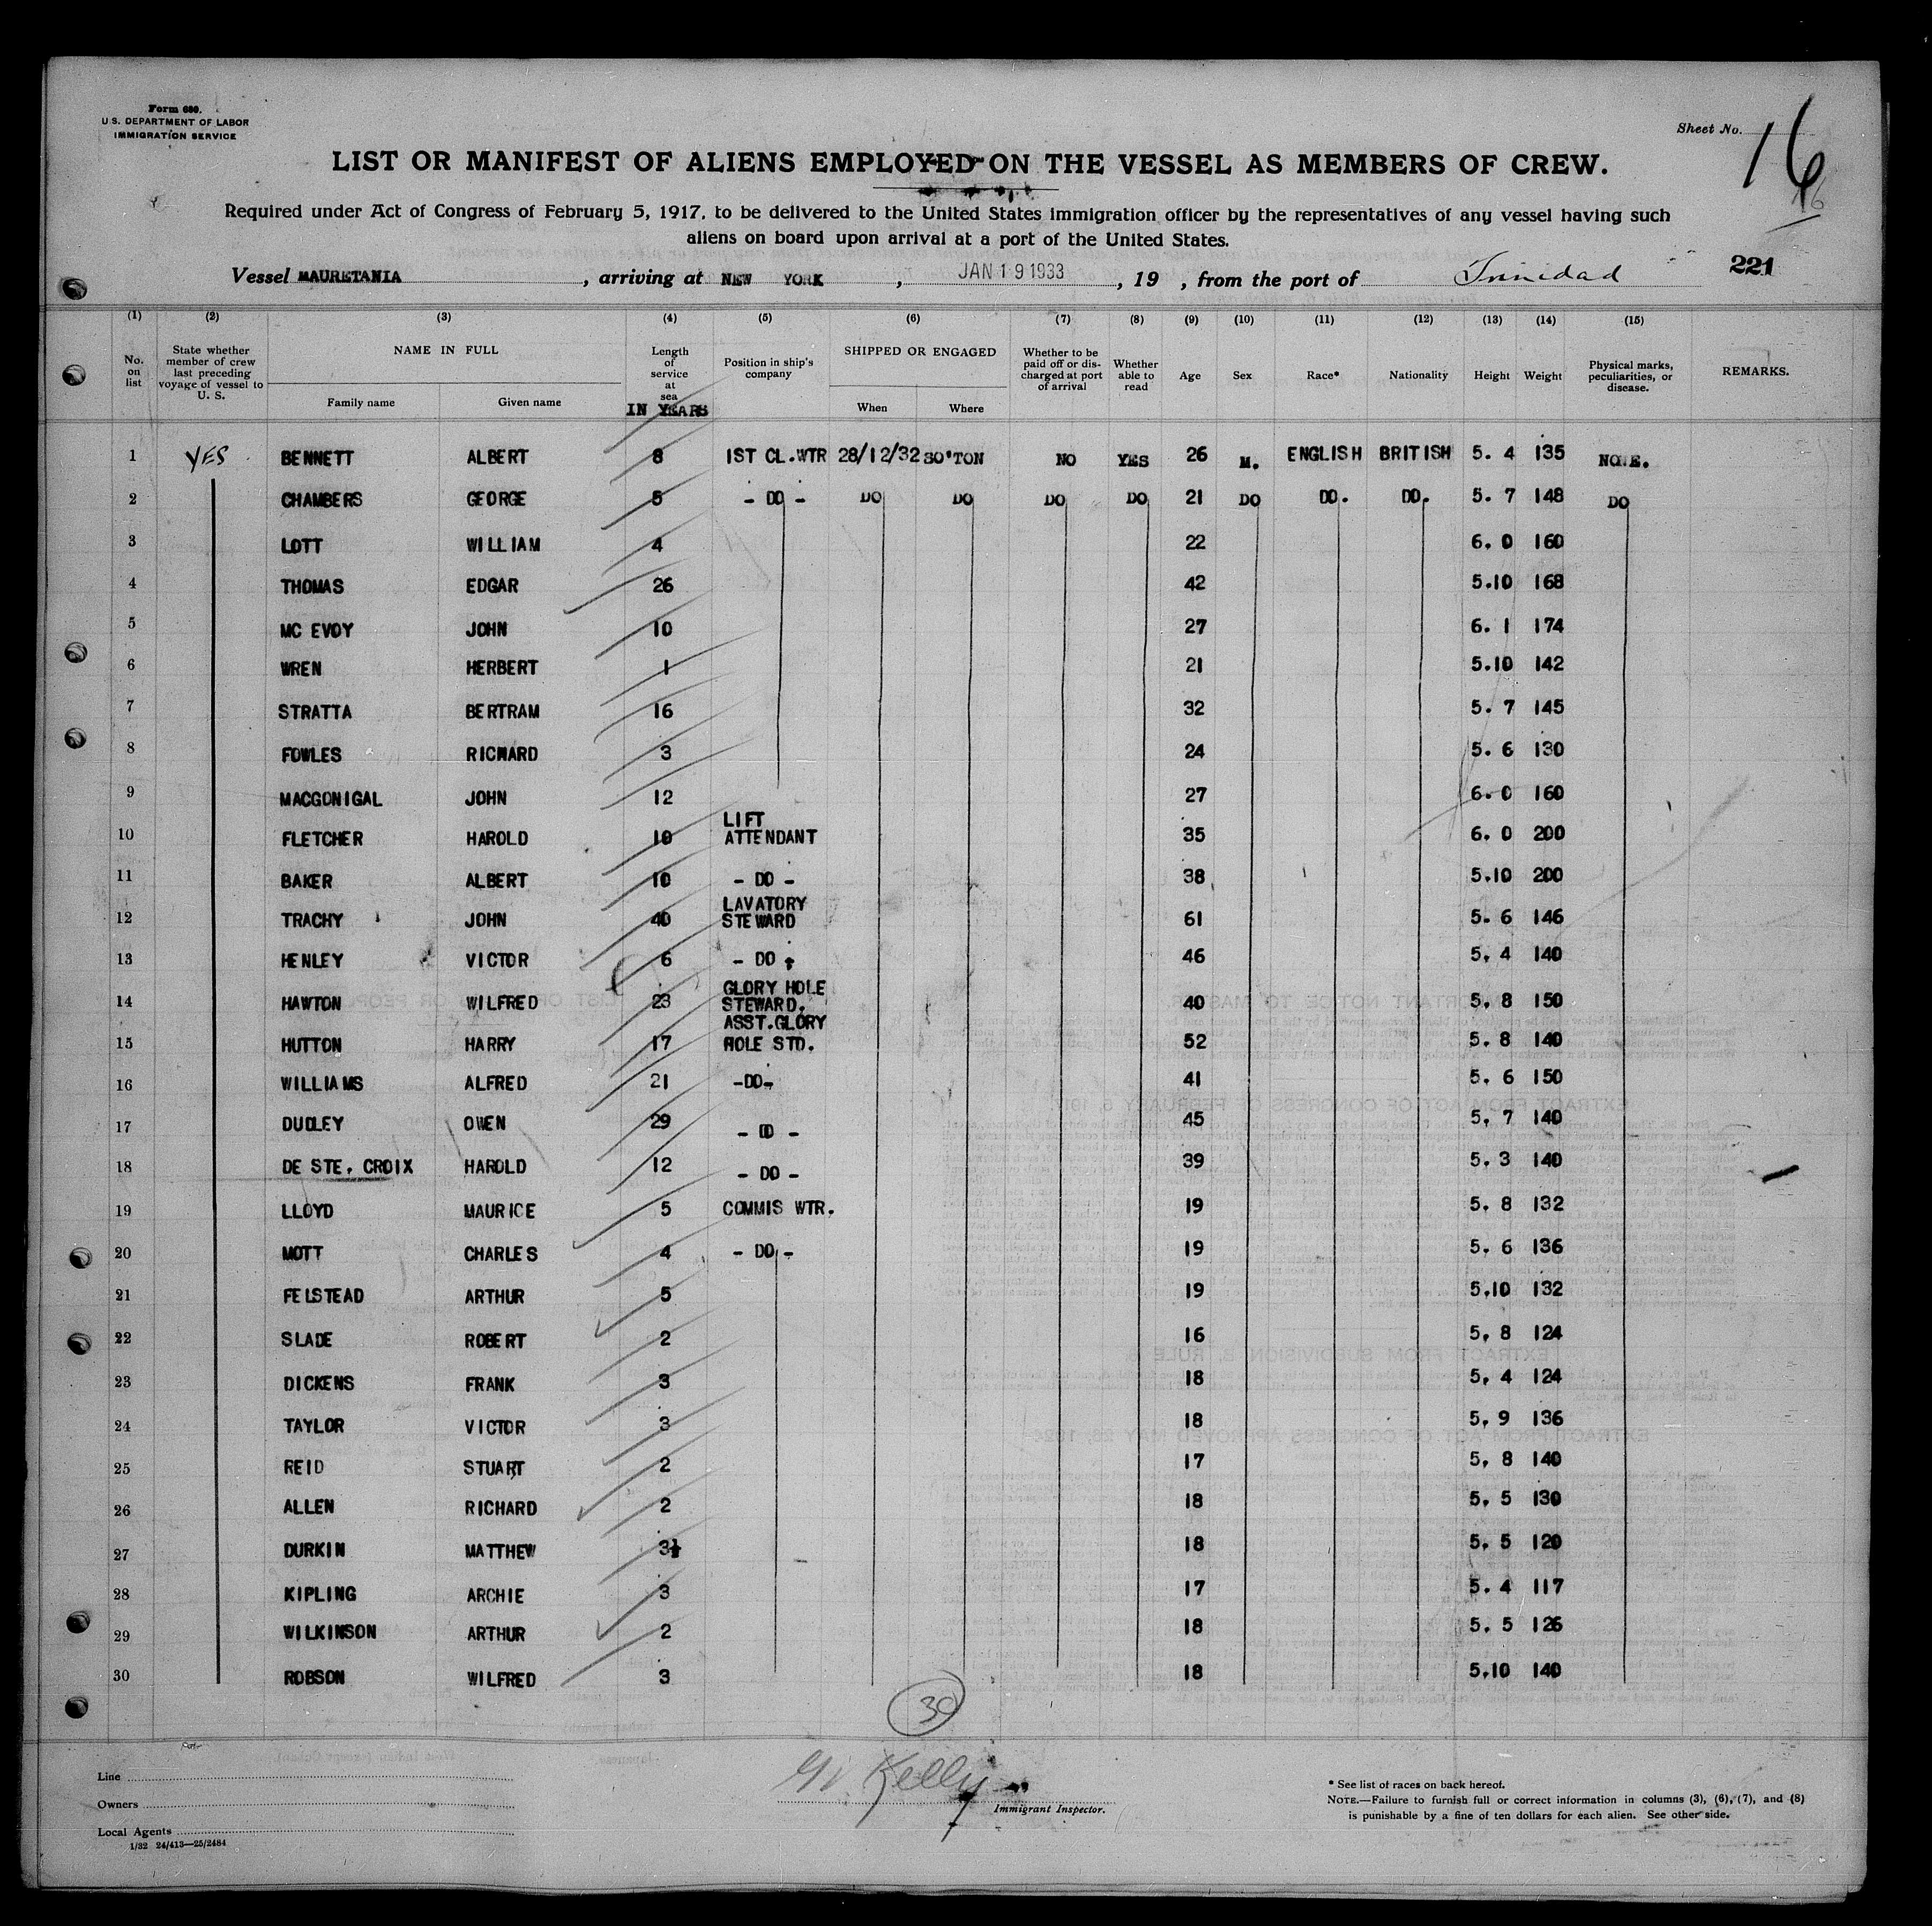 Form 680.
U.S. DEPARTMENT OF LABOR
IMMIGRATION SERVICE
Sheet No. 16
16
LIST OR MANIFEST OF ALIENS EMPLOYED ON THE VESSEL AS MEMBERS OF CREW.
Required under Act of Congress of February 5, 1917, to be delivered to the United States immigration officer by the representatives of any vessel having such
aliens on board upon arrival at a port of the United States.
Vessel MAURETANIA, arriving at NEW YORK, JAN 19 1933, 19 , from the port of Trinidad 221
(1) (2) (3) (4) (5) (6) (7) (8) (9) (10) (11) (12) (13) (14) (15)
No. on list
State whether member of crew last preceding voyage of vessel to U. S.
NAME IN FULL
Family name
Given name
Length of service at sea
IN YEARS
Position in ship's company
SHIPPED OR ENGAGED
When
Where
Whether to be paid off or discharged at port of arrival
Whether able to read
Age
Sex
Race*
Nationality
Height
Weight
Physical marks, peculiarities, or disease.
REMARKS.
1 YES BENNETT ALBERT 8 1ST CL.WTR 28/12/32 SO'TON NO YES 26 M. ENGLISH BRITISH 5. 4 135 NO.E.
2 CHAMBERS GEORGE 5 - DO - DO DO DO DO 21 DO DO. DO. 5. 7 148 DO
3 LOTT WILLIAM 4 22 6. 0 160
4 THOMAS EDGAR 26 42 5.10 168
5 MC EVOY JOHN 10 27 6. 1 174
6 WREN HERBERT 1 21 5.10 142
7 STRATTA BERTRAM 16 32 5. 7 145
8 FOWLES RICHARD 3 24 5. 6 130
9 MACGONIGAL JOHN 12 27 6. 0 160
10 FLETCHER HAROLD 10 LIFT ATTENDANT 35 6. 0 200
11 BAKER ALBERT 10 - DO - 38 5.10 200
12 TRACHY JOHN 40 LAVATORY STEWARD 61 5. 6 146
13 HENLEY VICTOR 6 - DO - 46 5. 4 140
14 HAWTON WILFRED 23 GLORY HOLE STEWARD, 40 5. 8 150
15 HUTTON HARRY 17 ASST.GLORY HOLE STD. 52 5. 8 140
16 WILLIAMS ALFRED 21 -DO- 41 5. 6 150
17 DUDLEY OWEN 29 - DO - 45 5. 7 140
18 DE STE. CROIX HAROLD 12 - DO - 39 5. 3 140
19 LLOYD MAURICE 5 COMMIS WTR. 19 5. 8 132
20 MOTT CHARLES 4 - DO - 19 5. 6 136
21 FELSTEAD ARTHUR 5 19 5.10 132
22 SLADE ROBERT 2 16 5. 8 124
23 DICKENS FRANK 3 18 5. 4 124
24 TAYLOR VICTOR 3 18 5. 9 136
25 REID STUART 2 17 5. 8 140
26 ALLEN RICHARD 2 18 5. 5 130
27 DURKIN MATTHEW 3½ 18 5. 5 120
28 KIPLING ARCHIE 3 17 5. 4 117
29 WILKINSON ARTHUR 2 18 5. 5 126
30 ROBSON WILFRED 3 18 5.10 140
30
Line
Owners
Local Agents
1/32 24/413—25/2484
Kelly
Immigrant Inspector.
* See list of races on back hereof.
NOTE.—Failure to furnish full or correct information in columns (3), (6), (7), and (8)
is punishable by a fine of ten dollars for each alien. See other side.